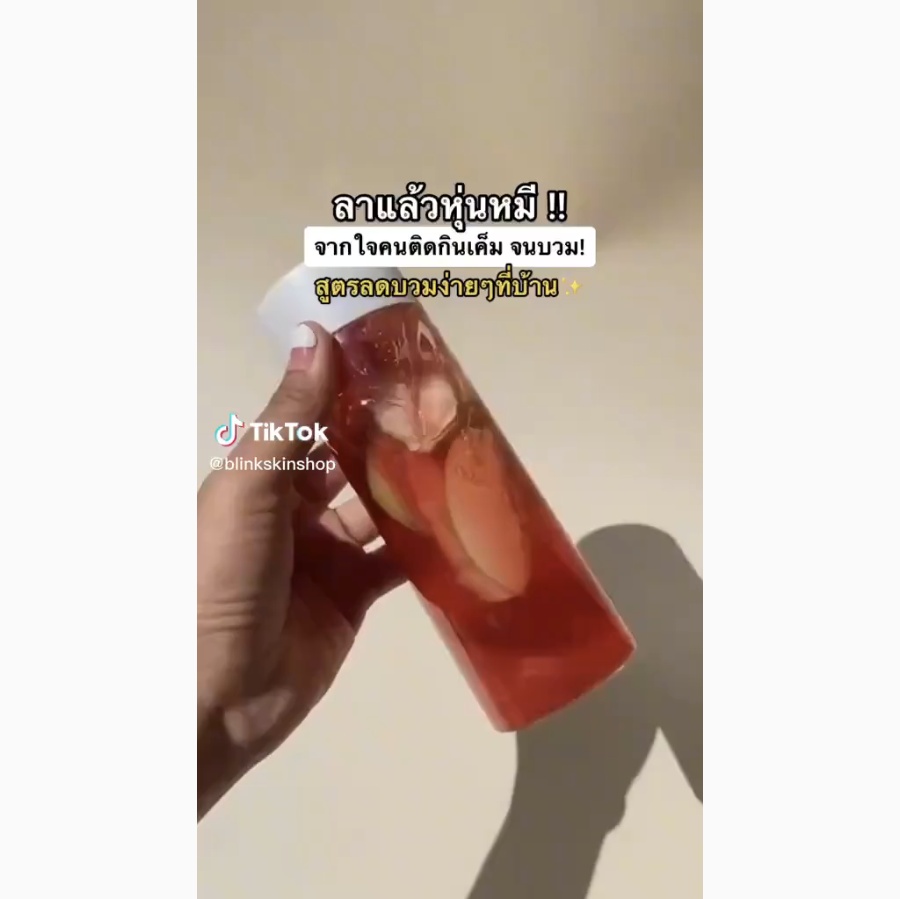 ลาแล้วหุ่นหมี !!
จากใจคนติดกินเค็ม จนบวม!
สูตรลดบวมง่ายๆที่บ้าน✨
TikTok
@blinkskinshop